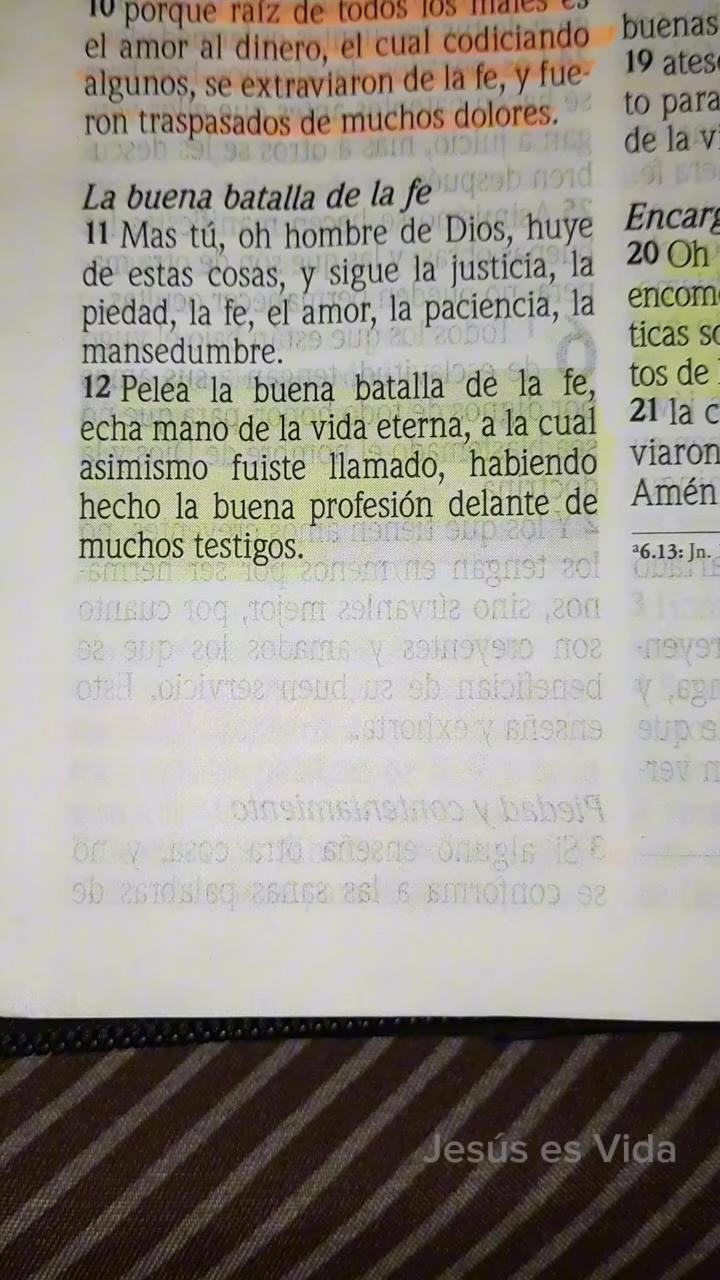 10 porque raíz de todos los males es
el amor al dinero, el cual codiciando
algunos, se extraviaron de la fe, y fue-
ron traspasados de muchos dolores.
La buena batalla de la fe
11 Mas tú, oh hombre de Dios, huye
de estas cosas, y sigue la justicia, la
piedad, la fe, el amor, la paciencia, la
mansedumbre.
12 Pelea la buena batalla de la fe,
echa mano de la vida eterna, a la cual
asimismo fuiste llamado, habiendo
hecho la buena profesión delante de
muchos testigos.
buenas
19 ates
to para
de la v
Encarg
20 Oh
encom
ticas s
tos de
21 la c
viaron
Amén
a6.13: Jn.
Jesús es Vida